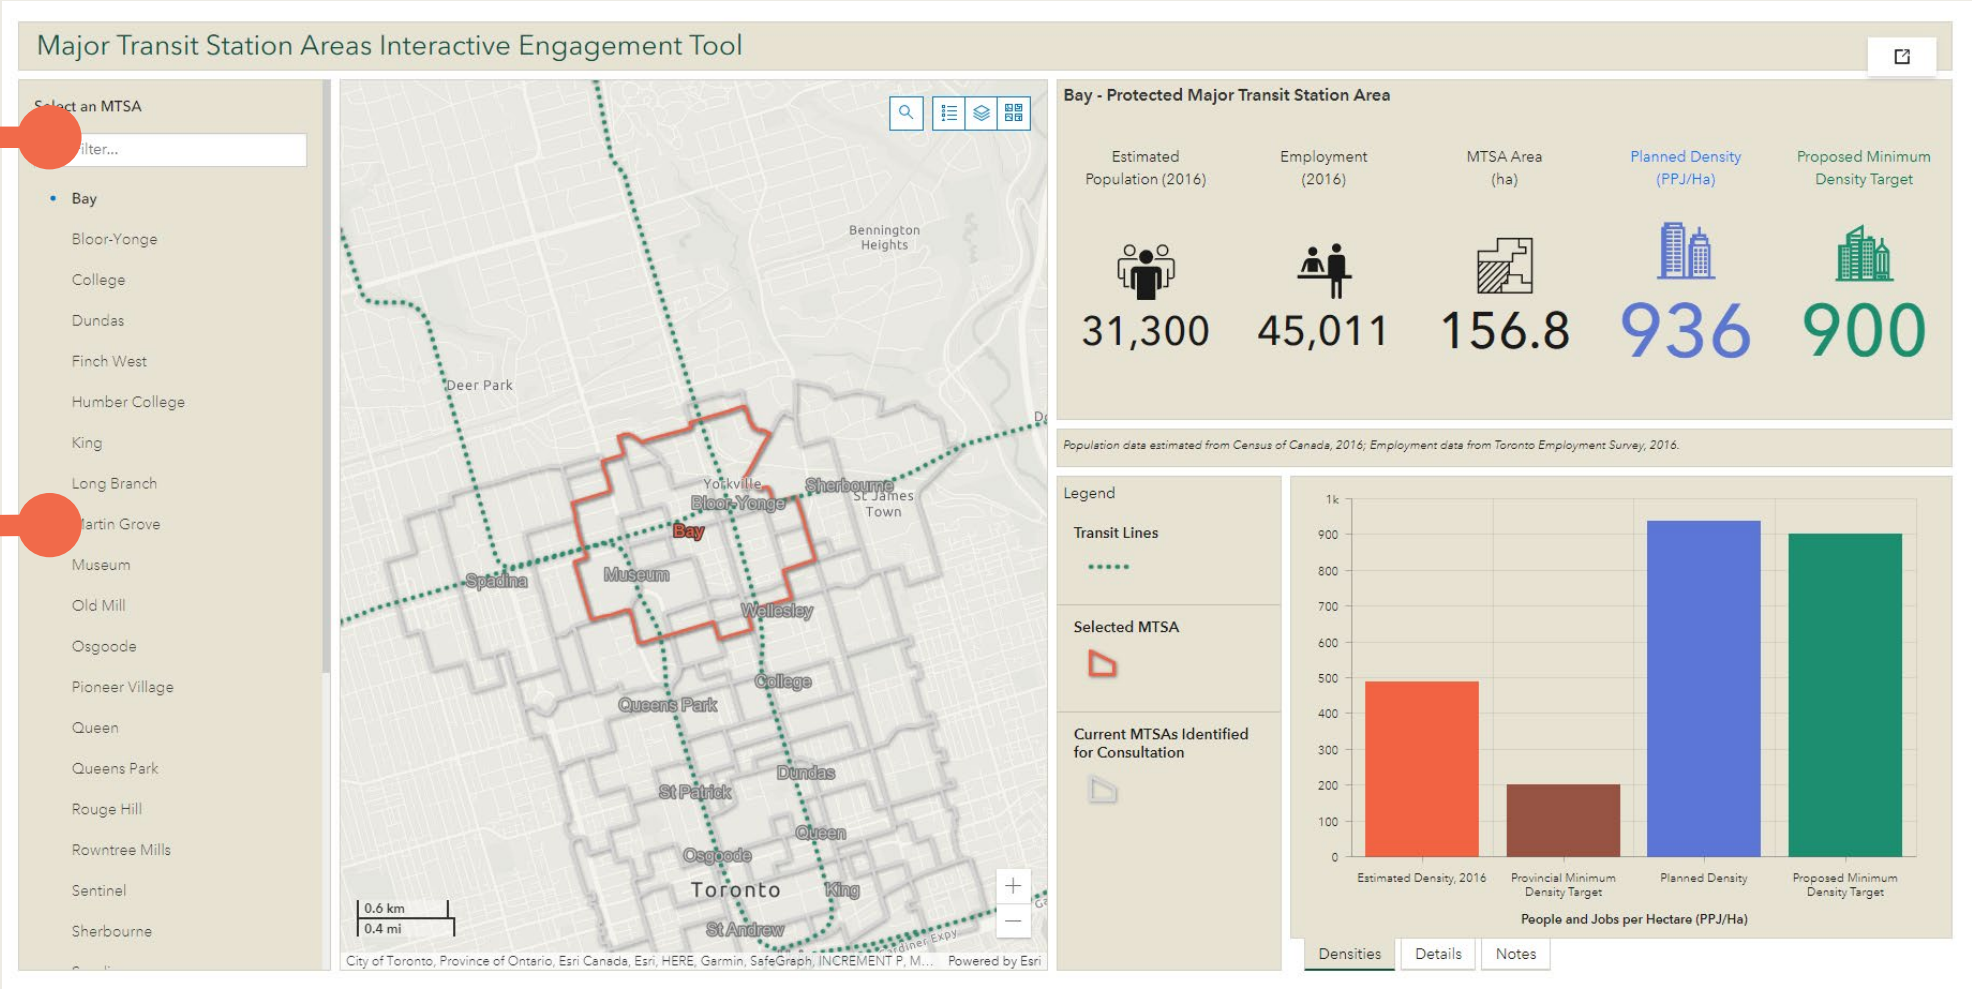 Major Transit Station Areas Interactive Engagement Tool
Select an MTSA
Bay
Bloor-Yonge
College
Dundas
Finch West
Humber College
King
Long Branch
Museum
Old Mill
Osgoode
Pioneer Village
Queen
Queens Park
Rouge Hill
Rowntree Mills
Sentinel
Sherbourne
Bennington
Heights
Deer Park
Yorkville
Sherbourne
Bloor-Yonge
St James
Town
Bay
Spadina
Museum
Wellesley
College
Queens Park
Dundas
St Patrick
Queen
Osgoode
Toronto
King
St Andrew
Expy
0.6 km
0.4 mi
City of Toronto, Province of Ontario, Esri Canada, Esri, HERE, Garmin, SafeGraph, INCREMENT P, M... Powered by Esri
Bay - Protected Major Transit Station Area
Estimated
Population (2016)
31,300
Employment
(2016)
45,011
MTSA Area
(ha)
156.8
Planned Density
(PPJ/Ha)
936
Proposed Minimum
Density Target
900
Population data estimated from Census of Canada, 2016; Employment data from Toronto Employment Survey, 2016.
Legend
Transit Lines
Selected MTSA
Current MTSAs Identified
for Consultation
1k
900
800
700
600
500
400
300
200
100
0
Estimated Density, 2016
Provincial Minimum
Density Target
Planned Density
Proposed Minimum
Density Target
People and Jobs per Hectare (PPJ/Ha)
Densities Details Notes